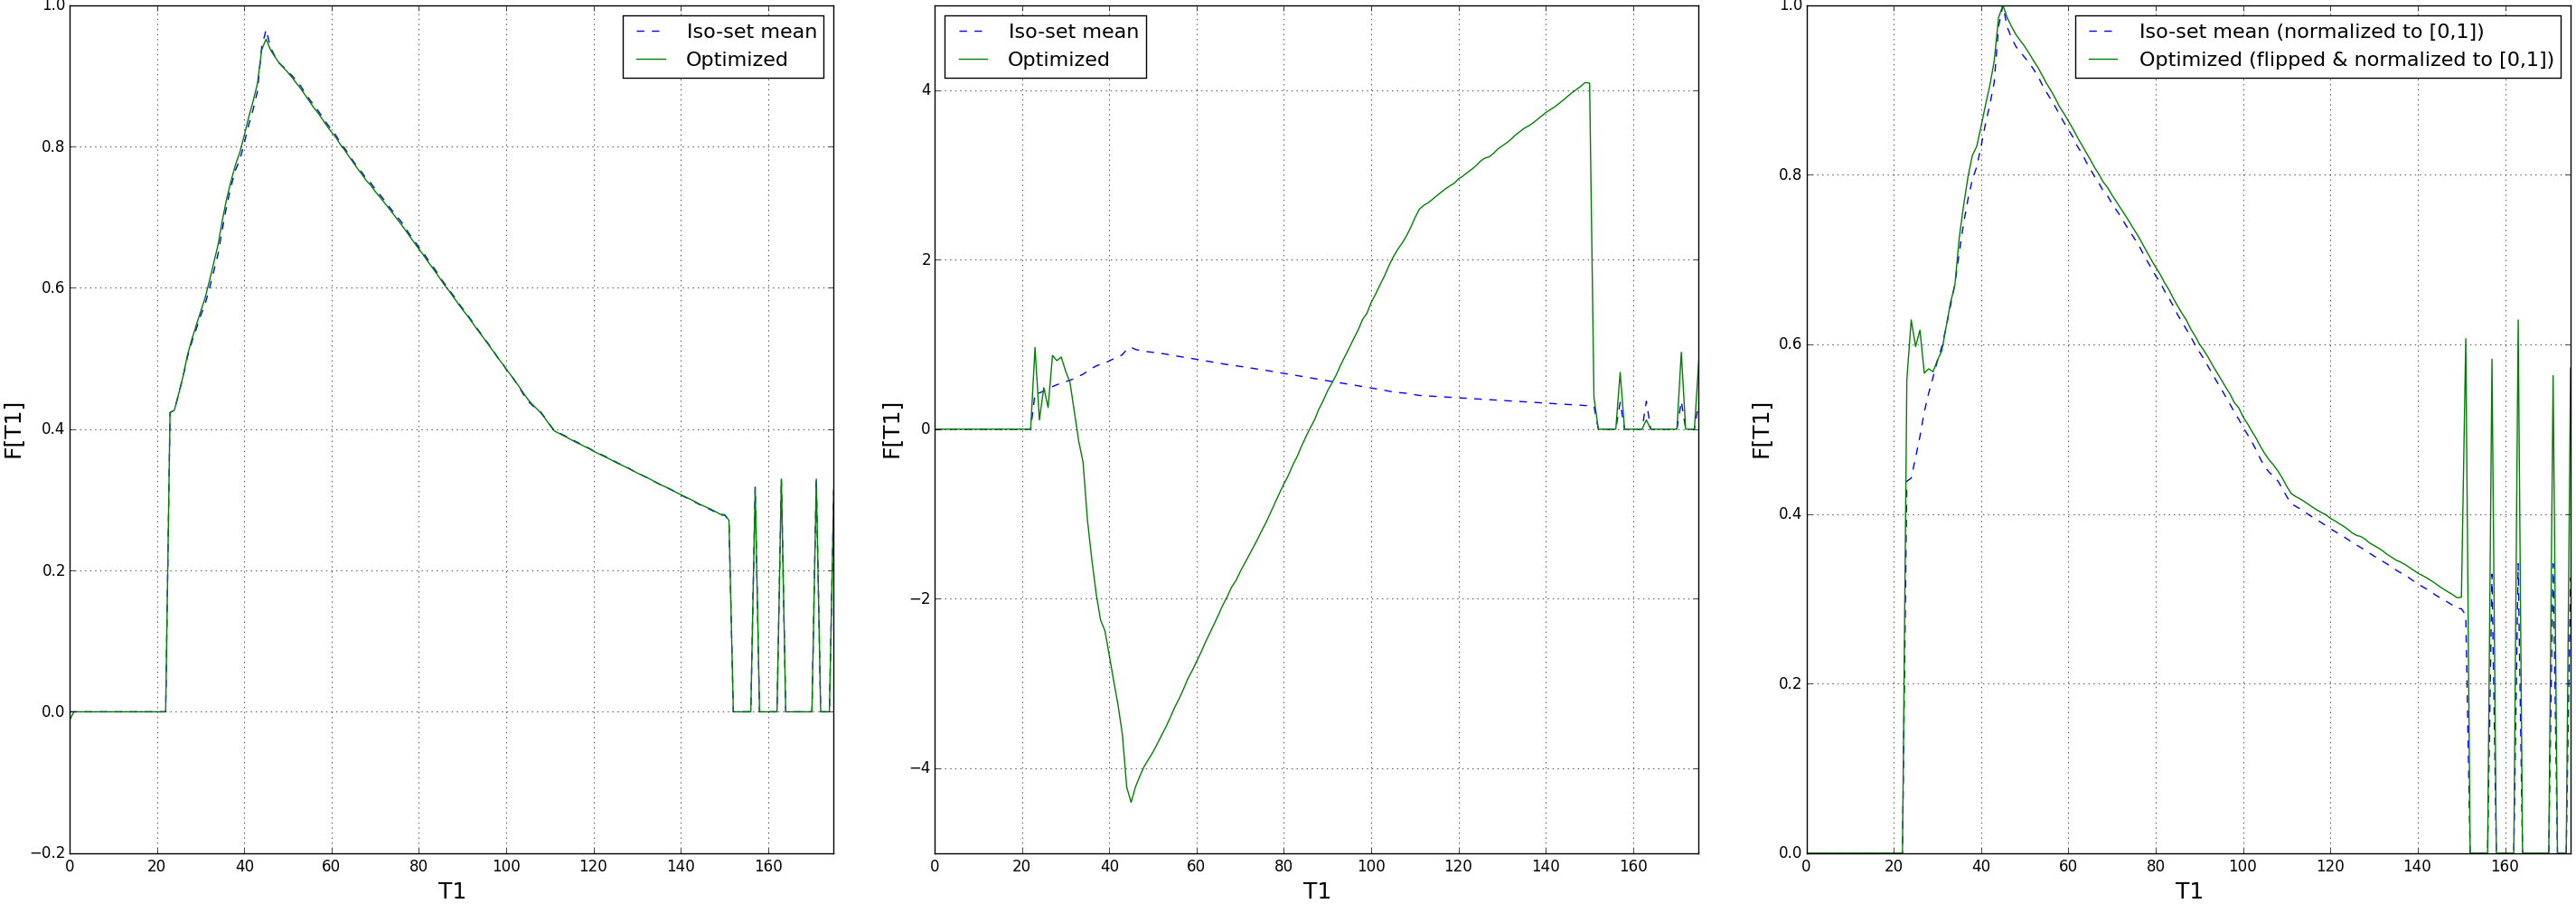 1.0
0.8
0.6
0.4
0.2
0.0
−0.2
F[T1]
0 20 40 60 80 100 120 140 160
T1
Iso-set mean
Optimized
4
2
0
−2
−4
F[T1]
0 20 40 60 80 100 120 140 160
T1
Iso-set mean
Optimized
1.0
0.8
0.6
0.4
0.2
0.0
F[T1]
0 20 40 60 80 100 120 140 160
T1
Iso-set mean (normalized to [0,1])
Optimized (flipped & normalized to [0,1])